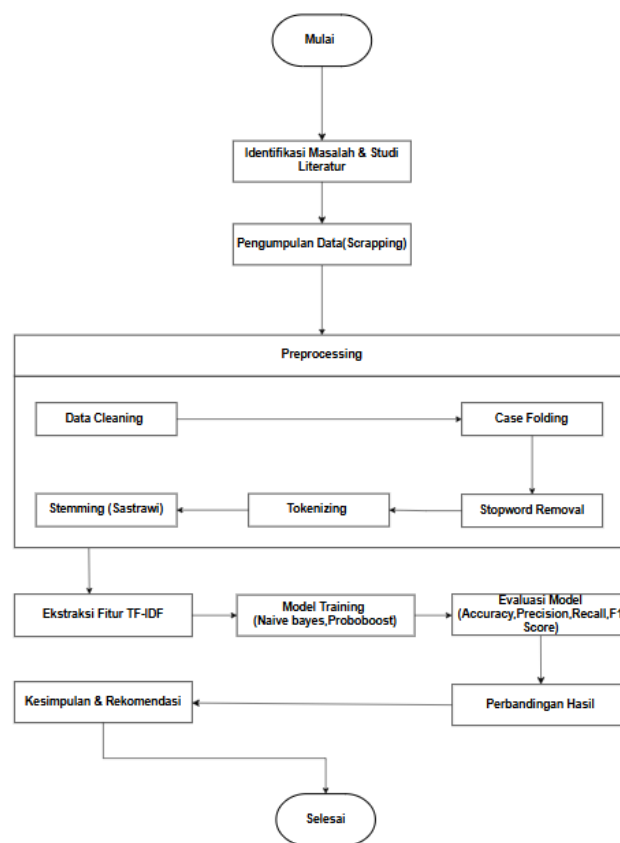 Mulai
Identifikasi Masalah & Studi
Literatur
Pengumpulan Data(Scrapping)
Preprocessing
Data Cleaning
Case Folding
Stopword Removal
Tokenizing
Stemming (Sastrawi)
Ekstraksi Fitur TF-IDF
Model Training
(Naive bayes,Proboboost)
Evaluasi Model
(Accuracy,Precision,Recall,F1
Score)
Perbandingan Hasil
Kesimpulan & Rekomendasi
Selesai